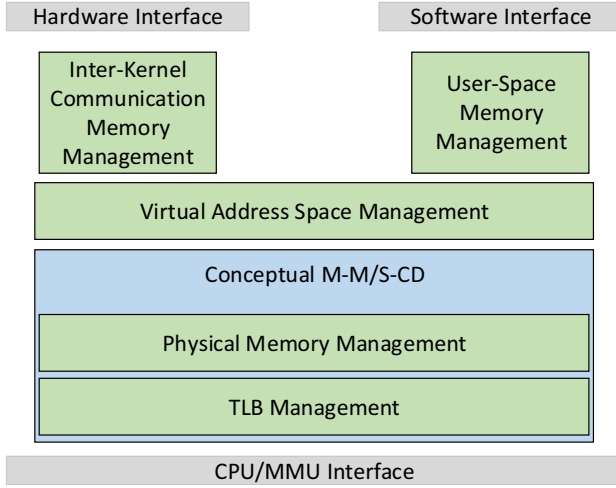 Hardware Interface
Software Interface
Inter-Kernel
Communication
Memory
Management
User-Space
Memory
Management
Virtual Address Space Management
Conceptual M-M/S-CD
Physical Memory Management
TLB Management
CPU/MMU Interface